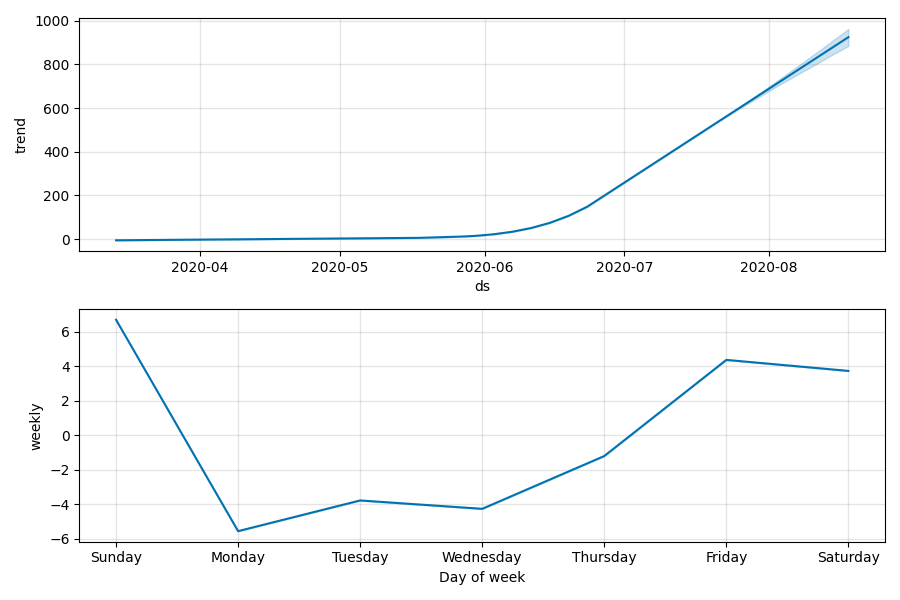 1000
800
600
400
200
0
trend
2020-04 2020-05 2020-06 2020-07 2020-08
ds
6
4
2
0
−2
−4
−6
weekly
Sunday Monday Tuesday Wednesday Thursday Friday Saturday
Day of week